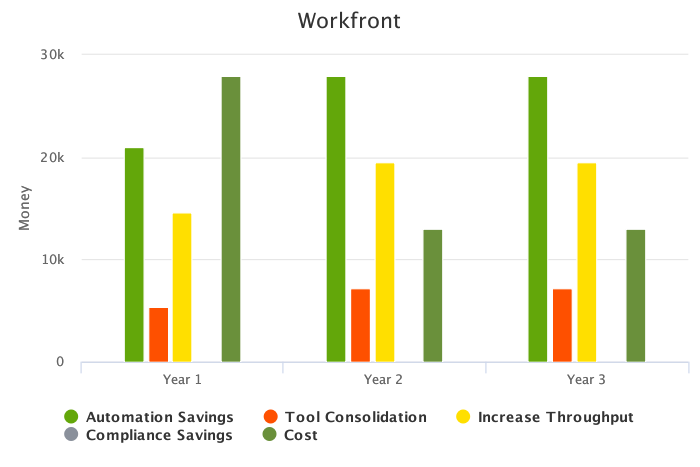 Workfront
30k
20k
10k
0
Money
Year 1 Year 2 Year 3
Automation Savings Tool Consolidation Increase Throughput
Compliance Savings Cost